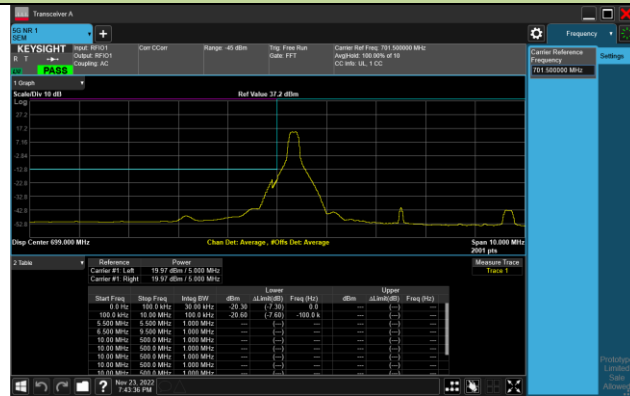 Transceiver A
5G NR 1
SEM
Frequency
KEYSIGHT
Input: RFIO1
Output: RFIO1
Coupling: AC
Corr CCorr
Range: -45 dBm
Trig: Free Run
Gate: FFT
Carrier Ref Freq: 701.500000 MHz
Avg|Hold: 100.00% of 10
CC Info: UL, 1 CC
R T
PASS
Carrier Reference
Frequency
701.500000 MHz
Settings
1 Graph
Scale/Div 10 dB
Ref Value 37.2 dBm
Log
27.2
17.2
7.16
-2.84
-12.8
-22.8
-32.8
-42.8
-52.8
Disp Center 699.000 MHz
Chan Det: Average , #Offs Det: Average
Span 10.000 MHz
2001 pts
2 Table
Reference Power
Carrier #1: Left 19.97 dBm / 5.000 MHz
Carrier #1: Right 19.97 dBm / 5.000 MHz
Measure Trace
Trace 1
Lower Upper
Start Freq Stop Freq Integ BW dBm ΔLimit(dB) Freq (Hz) dBm ΔLimit(dB) Freq (Hz)
0.0 Hz 100.0 kHz 30.00 kHz -20.30 (-7.30) 0.0 --- (---) ---
100.0 kHz 10.00 MHz 100.0 kHz -20.60 (-7.60) -100.0 k --- (---) ---
5.500 MHz 5.500 MHz 1.000 MHz --- (---) --- --- (---) ---
6.500 MHz 9.500 MHz 1.000 MHz --- (---) --- --- (---) ---
10.00 MHz 500.0 MHz 1.000 MHz --- (---) --- --- (---) ---
10.00 MHz 500.0 MHz 1.000 MHz --- (---) --- --- (---) ---
10.00 MHz 500.0 MHz 1.000 MHz --- (---) --- --- (---) ---
10.00 MHz 500.0 MHz 1.000 MHz --- (---) --- --- (---) ---
Nov 23, 2022
7:43:36 PM
Prototype
Limited
Sale
Allowed